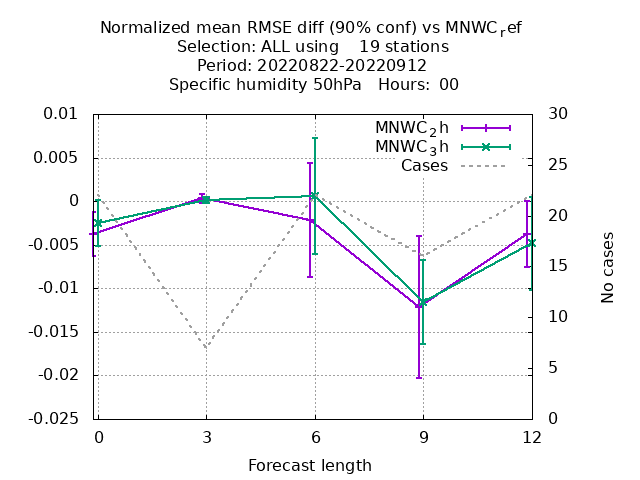 Normalized mean RMSE diff (90% conf) vs MNWC_ref
Selection: ALL using 19 stations
Period: 20220822-20220912
Specific humidity 50hPa Hours: 00
0.01
0.005
0
-0.005
-0.01
-0.015
-0.02
-0.025
30
25
20
15
10
5
0
MNWC_2h
MNWC_3h
Cases
No cases
0 3 6 9 12
Forecast length